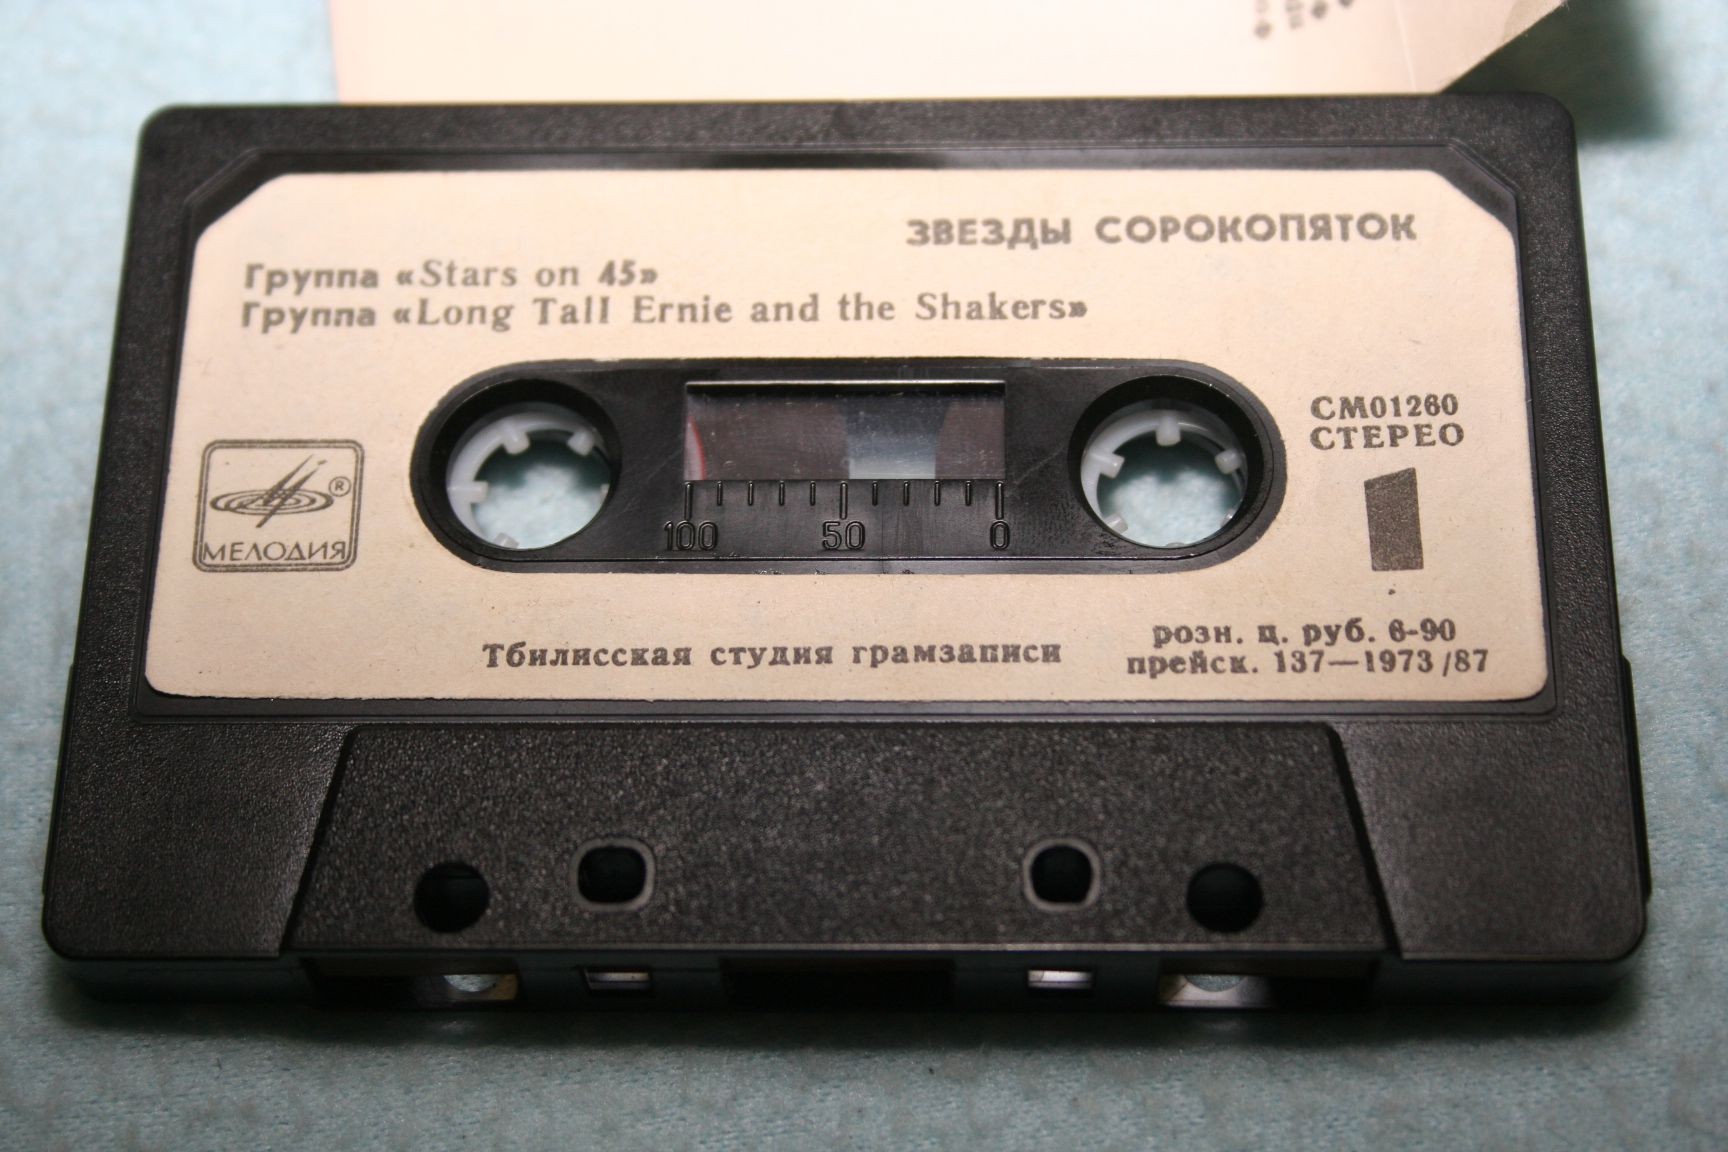 ЗВЕЗДЫ СОРОКОПЯТОК
Группа «Stars on 45»
Группа «Long Tall Ernie and the Shakers»
СМ01260
СТЕРЕО
1
®
МЕЛОДИЯ
100 50 0
Тбилисская студия грамзаписи
розн. ц. руб. 6-90
прейск. 137—1973/87